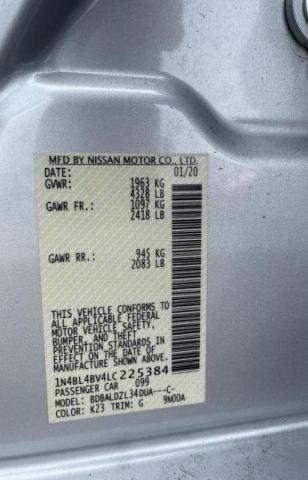 MFD BY NISSAN MOTOR CO., LTD.
DATE: 01/20
GVWR: 1963 KG
4328 LB
GAWR FR.: 1097 KG
2418 LB
GAWR RR.: 945 KG
2083 LB
THIS VEHICLE CONFORMS TO ALL
APPLICABLE FEDERAL MOTOR
VEHICLE SAFETY,
BUMPER, AND THEFT
PREVENTION STANDARDS IN
EFFECT ON THE DATE OF
MANUFACTURE SHOWN ABOVE.
1N4BL4BV4LC225384
PASSENGER CAR 099
MODEL: BDBALDZL34DUA---C-
COLOR: K23 TRIM: G 9N00A